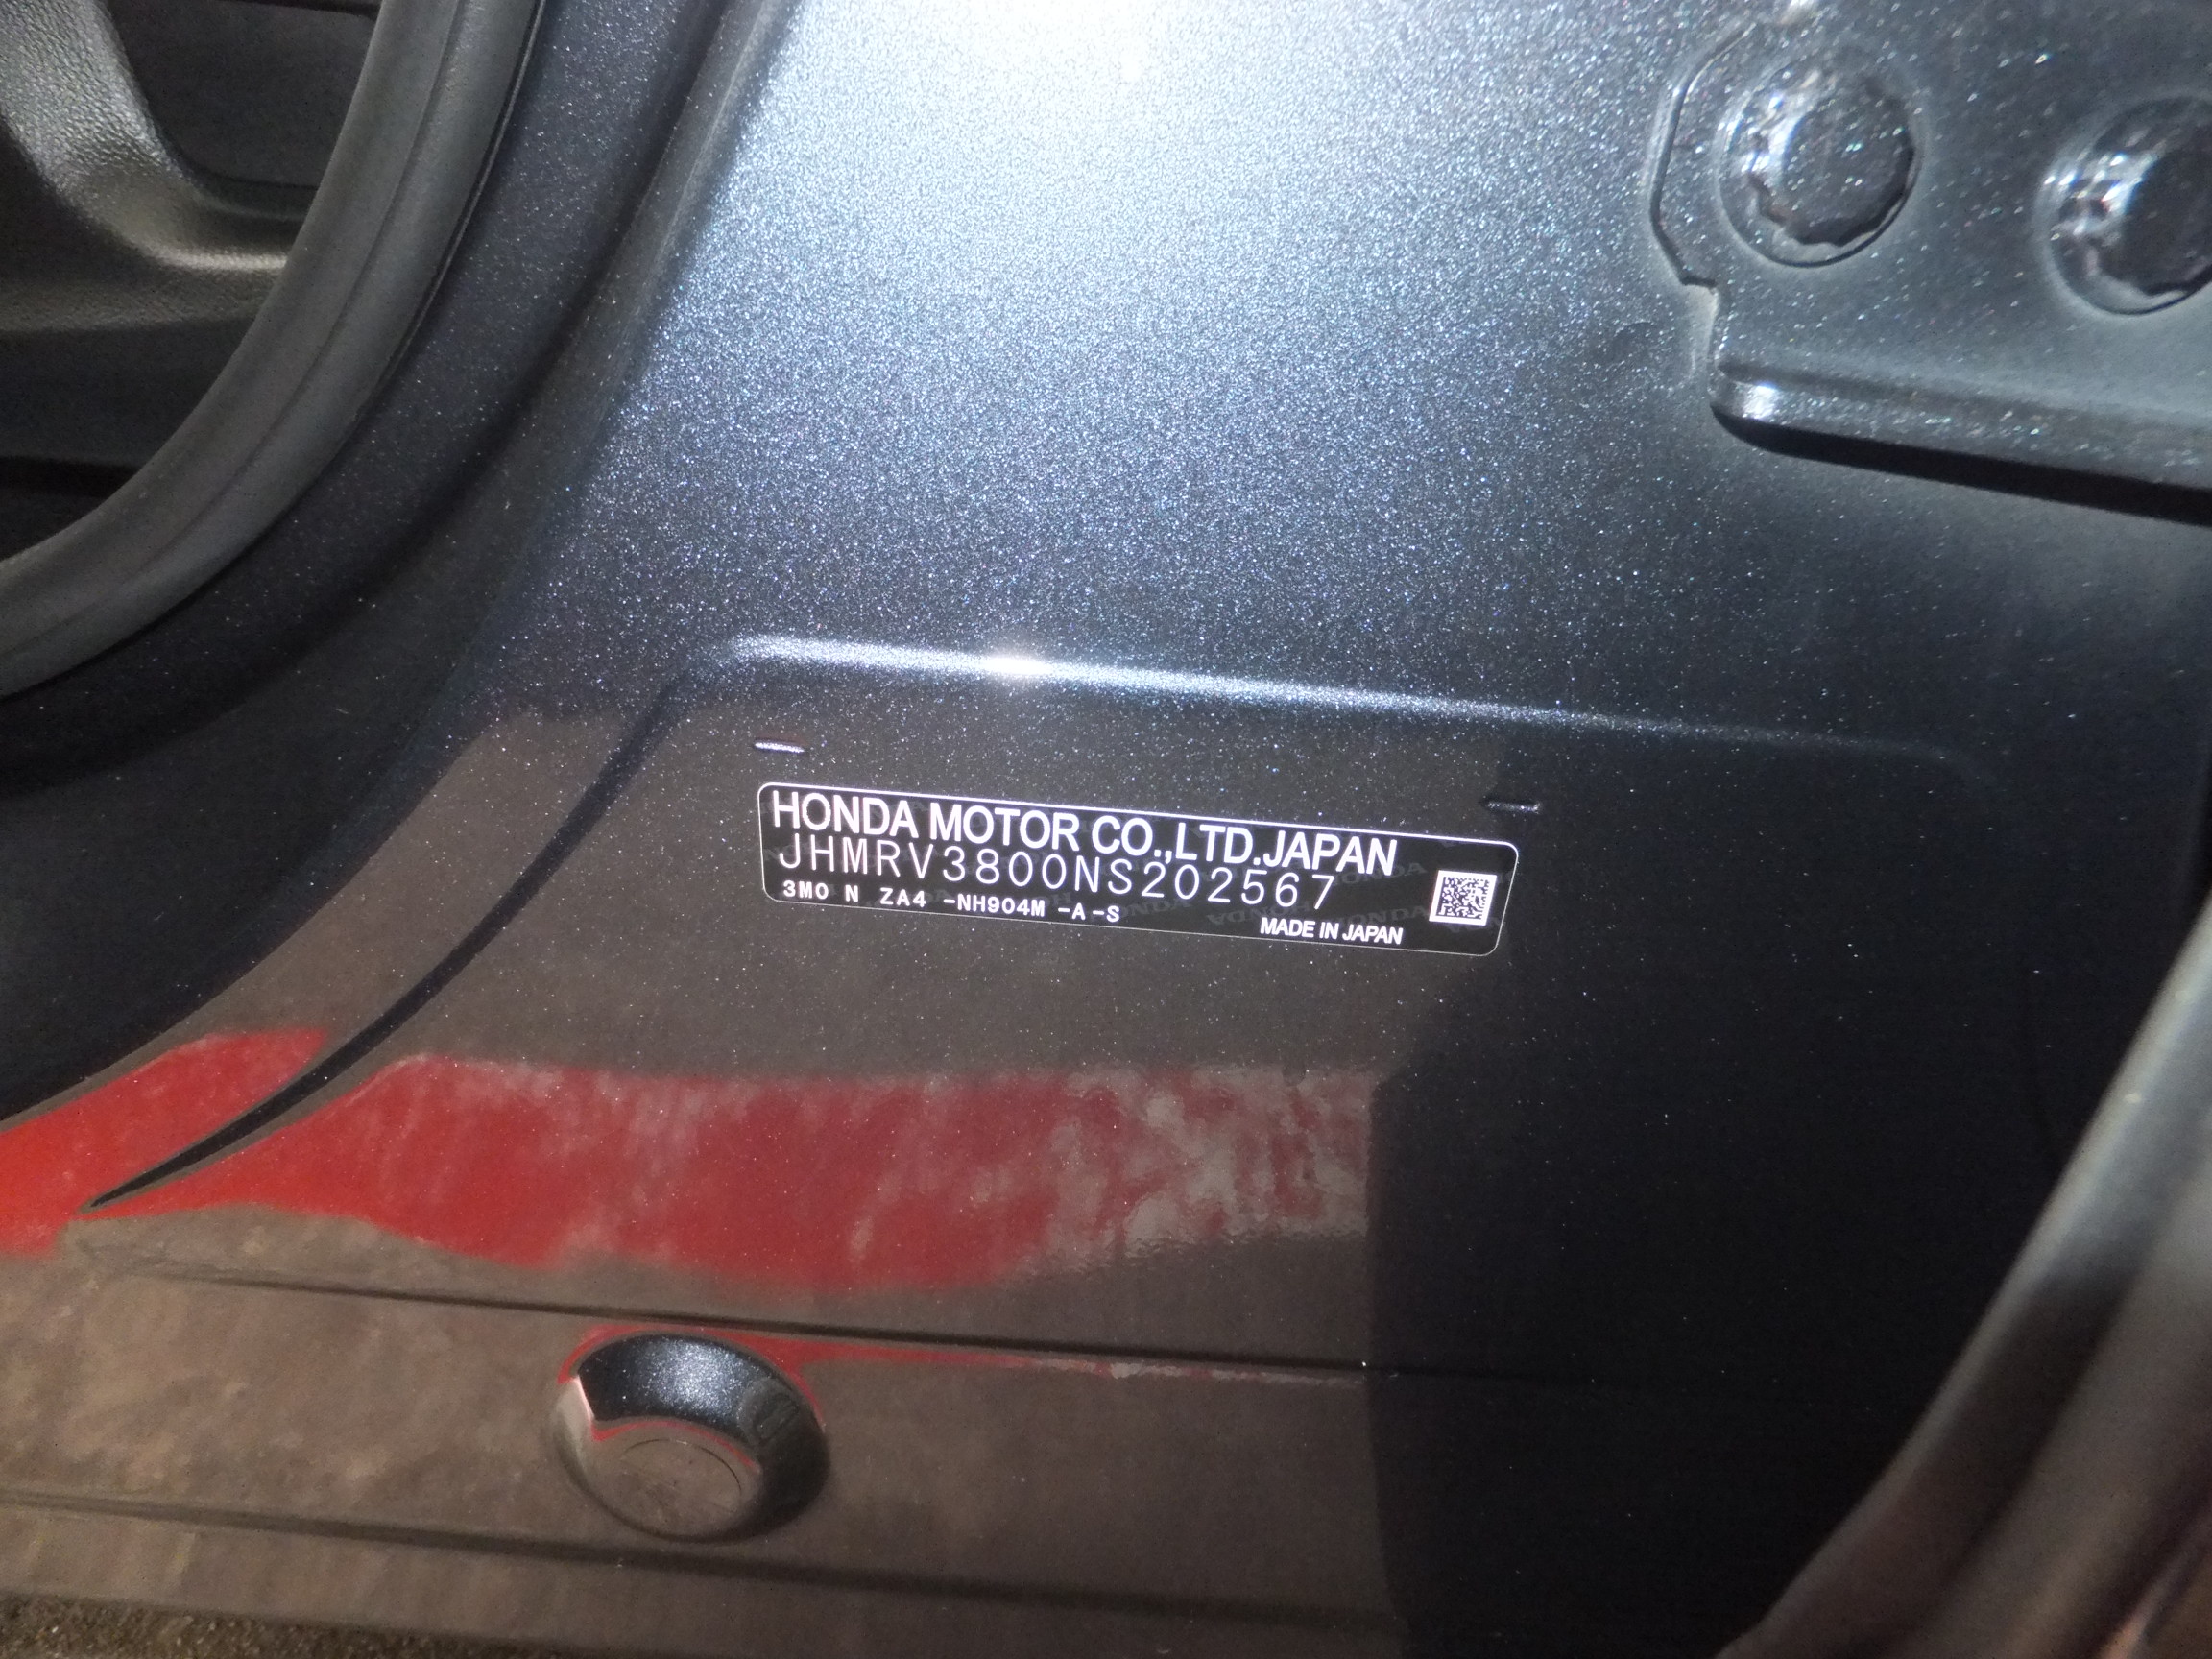 HONDA MOTOR CO.,LTD.JAPAN
JHMRV3800NS202567
3M0 N ZA4 -NH904M -A-S
MADE IN JAPAN